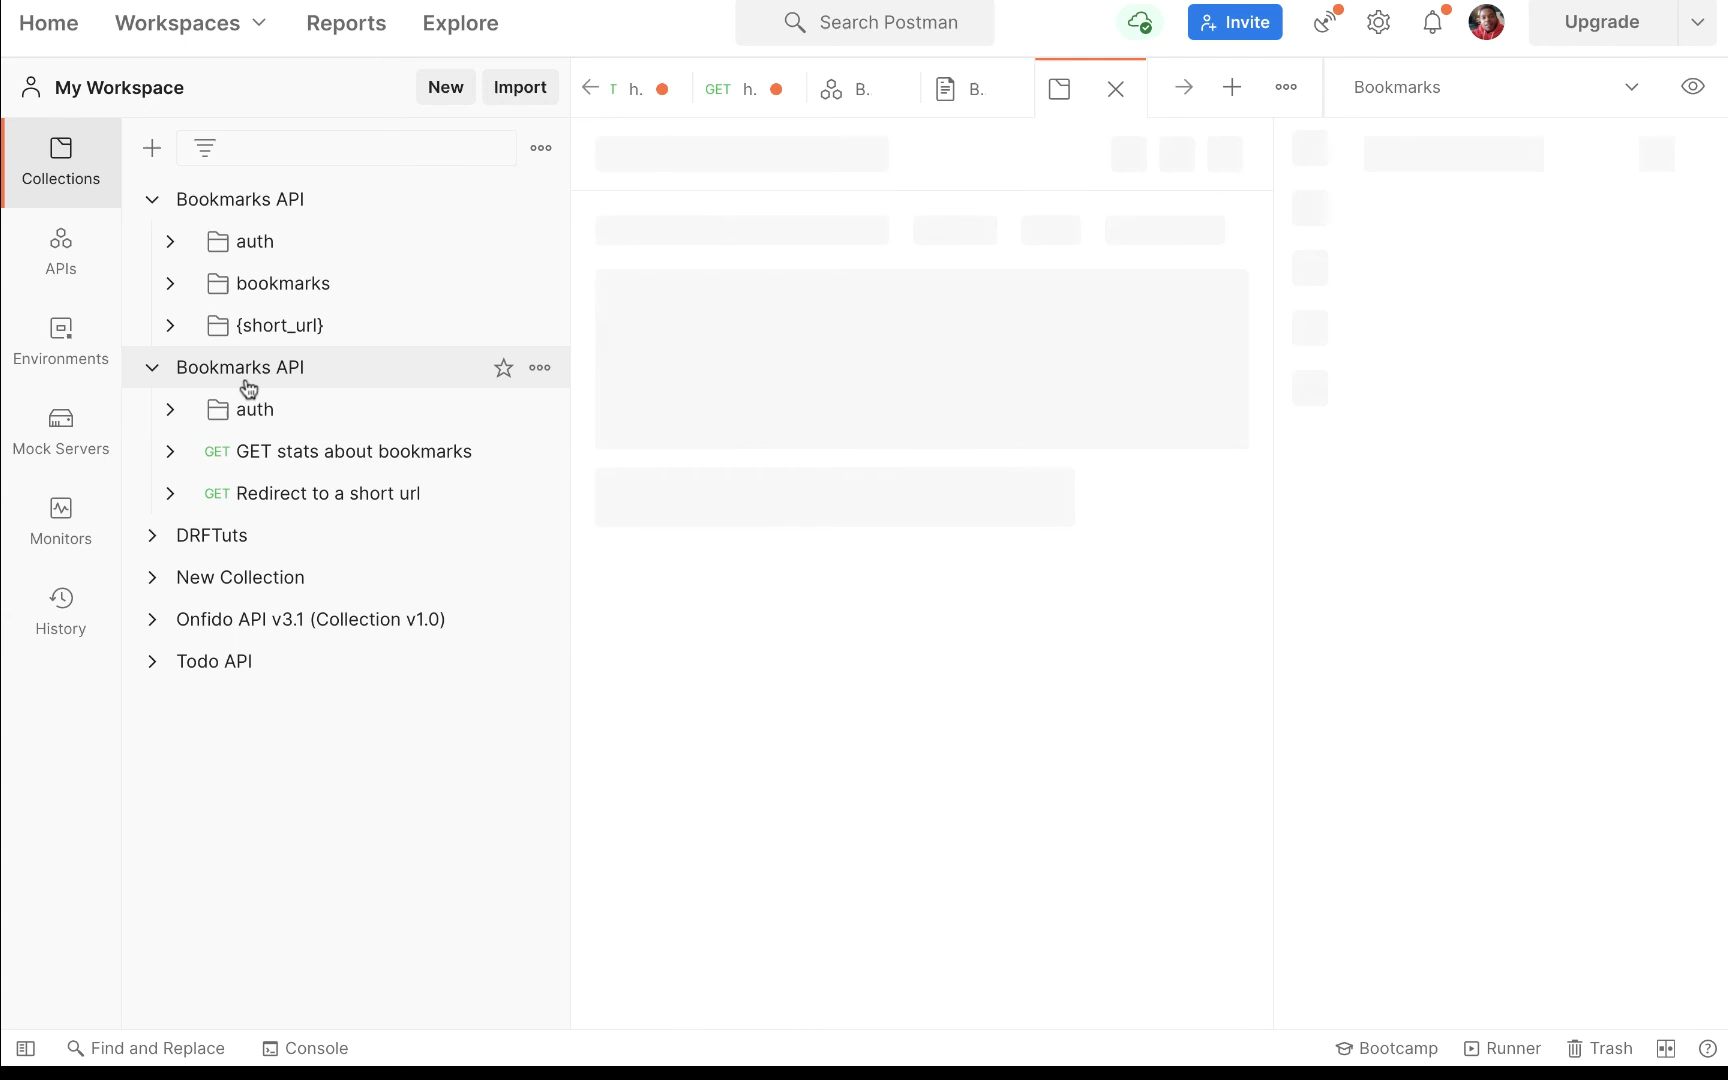 Home Workspaces Reports Explore Search Postman Invite Upgrade
My Workspace New Import T h. GET h. B. B. Bookmarks
Collections
APIs
Environments
Mock Servers
Monitors
History
Bookmarks API
auth
bookmarks
{short_url}
Bookmarks API
auth
GET GET stats about bookmarks
GET Redirect to a short url
DRFTuts
New Collection
Onfido API v3.1 (Collection v1.0)
Todo API
Find and Replace Console Bootcamp Runner Trash